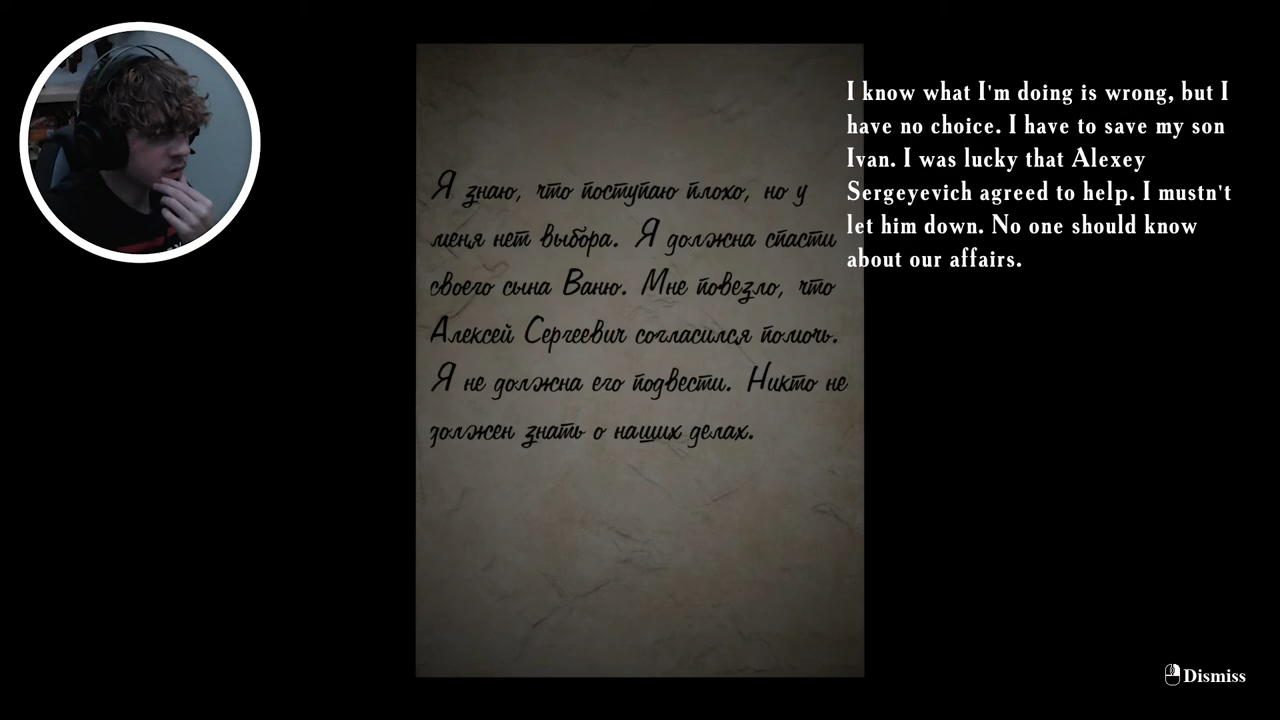 Я знаю, что поступаю плохо, но у
меня нет выбора. Я должна спасти
своего сына Ваню. Мне повезло, что
Алексей Сергеевич согласился помочь.
Я не должна его подвести. Никто не
должен знать о наших делах.
I know what I'm doing is wrong, but I
have no choice. I have to save my son
Ivan. I was lucky that Alexey
Sergeyevich agreed to help. I mustn't
let him down. No one should know
about our affairs.
Dismiss